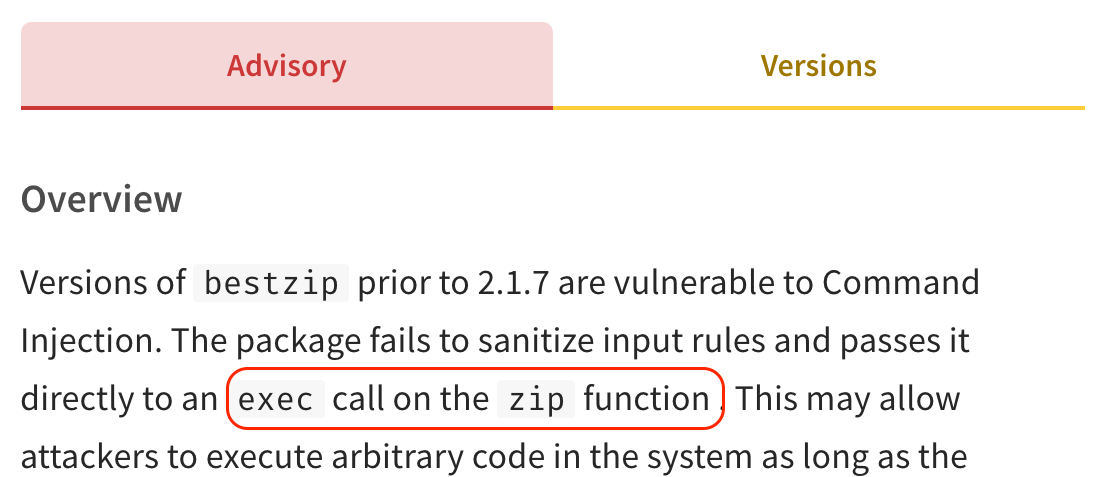 Advisory
Versions
Overview
Versions of bestzip prior to 2.1.7 are vulnerable to Command
Injection. The package fails to sanitize input rules and passes it
directly to an exec call on the zip function . This may allow
attackers to execute arbitrary code in the system as long as the